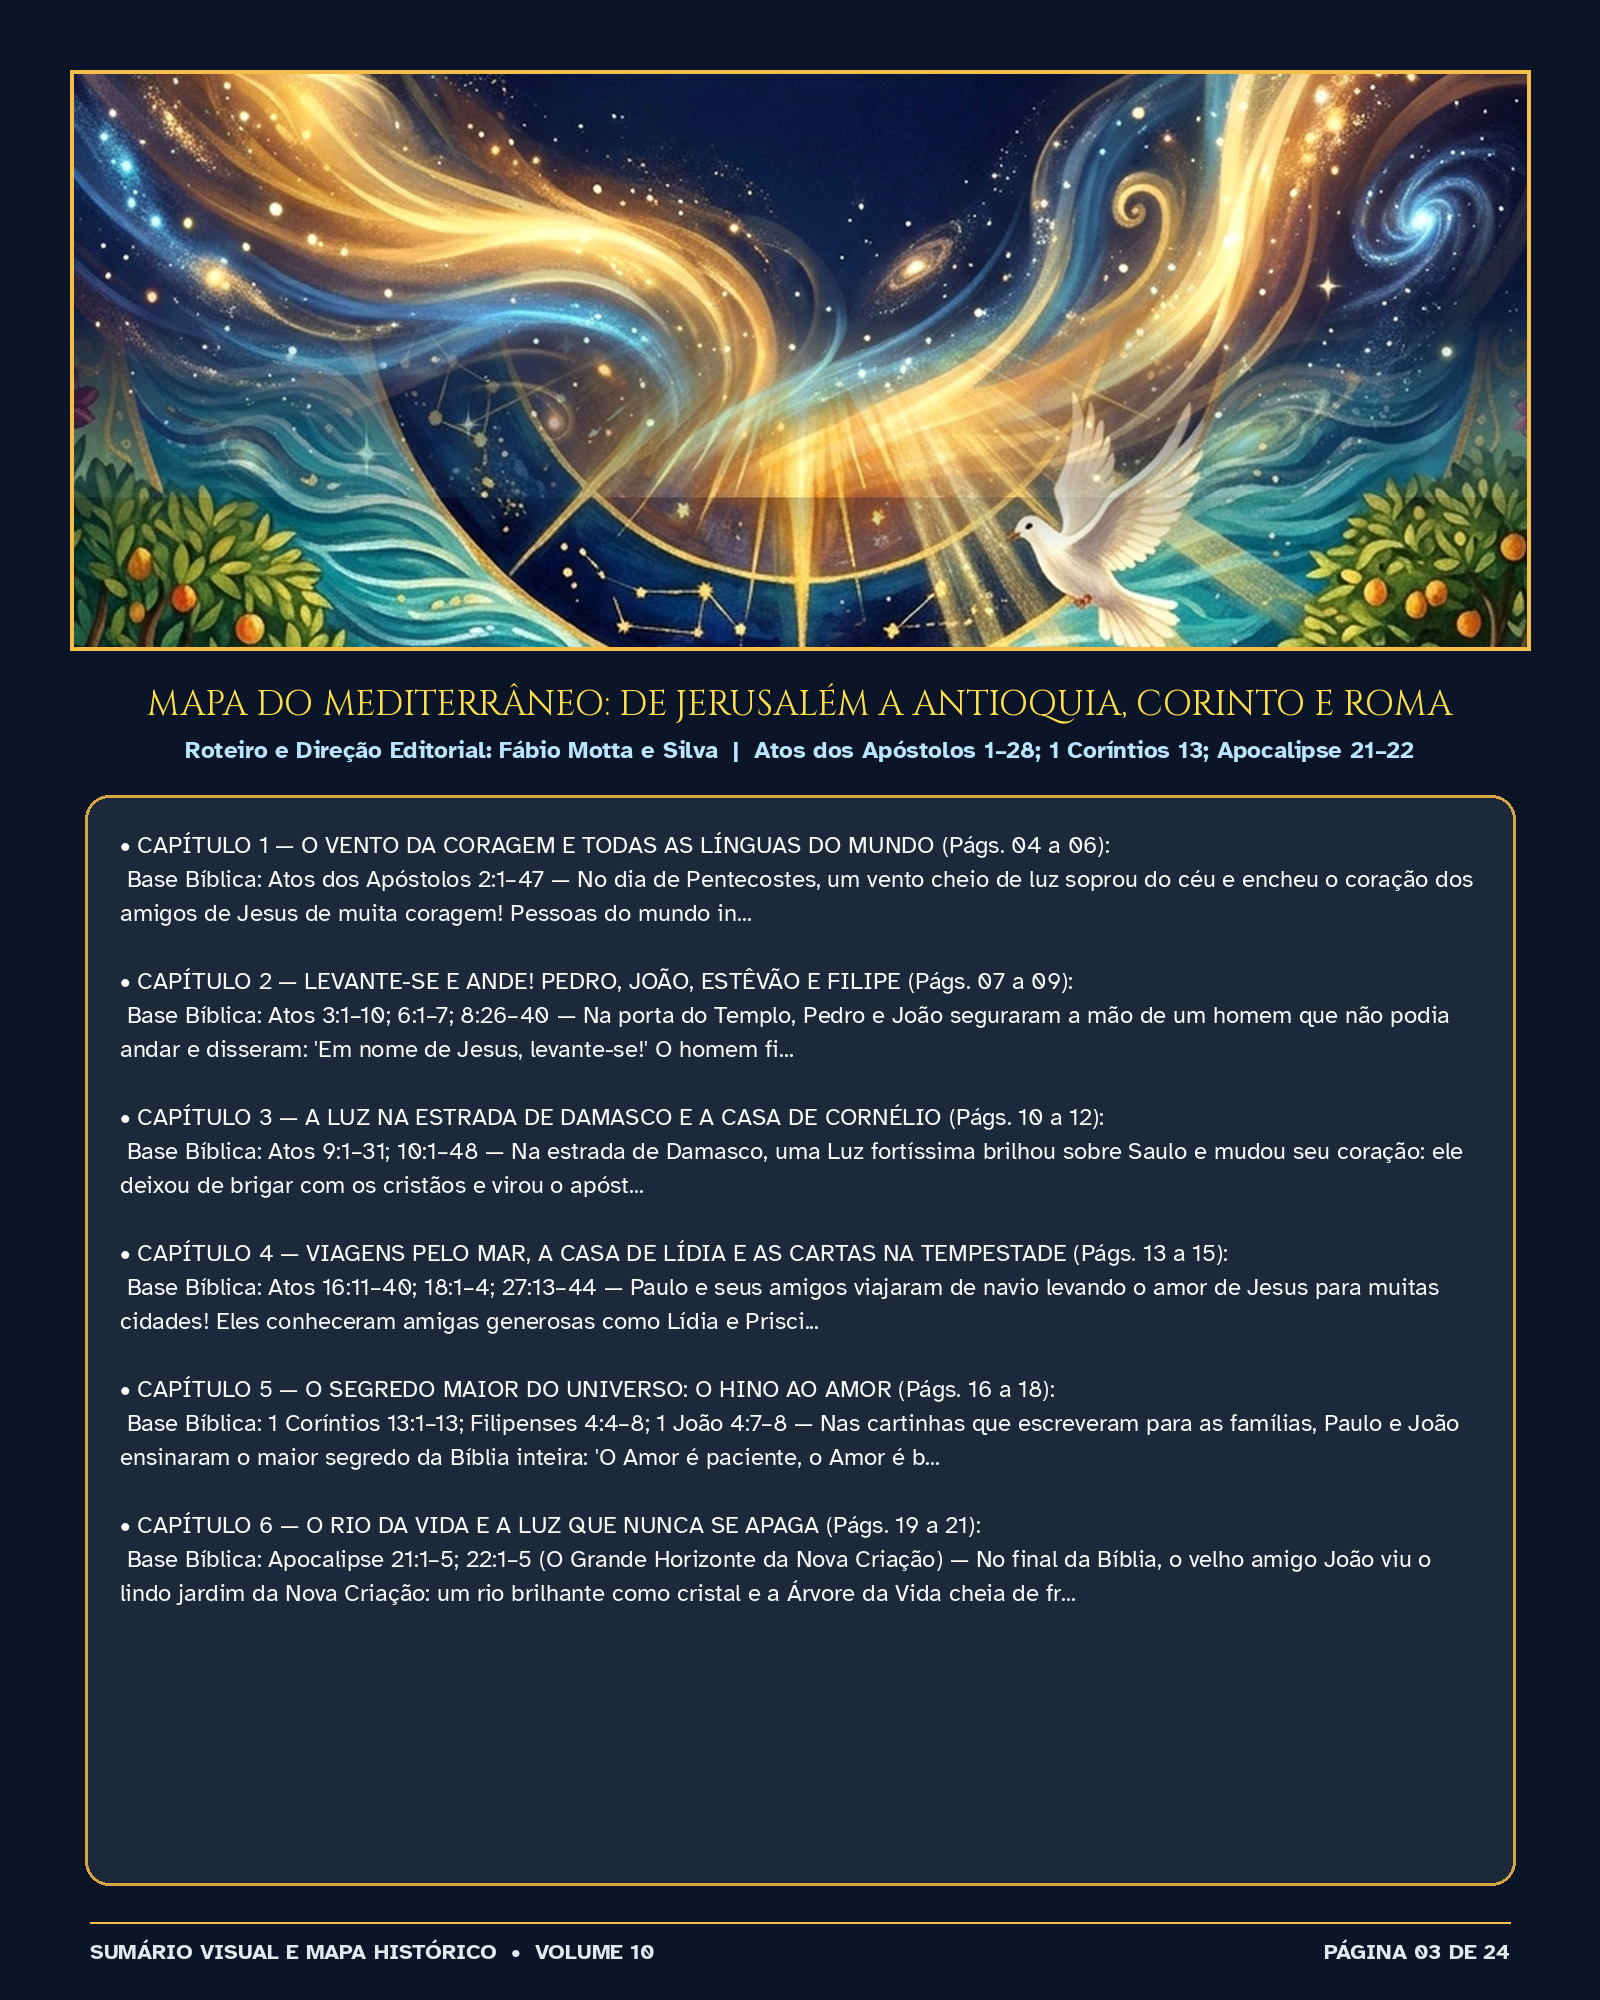 MAPA DO MEDITERRÂNEO: DE JERUSALÉM A ANTIOQUIA, CORINTO E ROMA
Roteiro e Direção Editorial: Fábio Motta e Silva | Atos dos Apóstolos 1–28; 1 Coríntios 13; Apocalipse 21–22
• CAPÍTULO 1 — O VENTO DA CORAGEM E TODAS AS LÍNGUAS DO MUNDO (Págs. 04 a 06):
Base Bíblica: Atos dos Apóstolos 2:1–47 — No dia de Pentecostes, um vento cheio de luz soprou do céu e encheu o coração dos
amigos de Jesus de muita coragem! Pessoas do mundo in...
• CAPÍTULO 2 — LEVANTE-SE E ANDE! PEDRO, JOÃO, ESTÊVÃO E FILIPE (Págs. 07 a 09):
Base Bíblica: Atos 3:1–10; 6:1–7; 8:26–40 — Na porta do Templo, Pedro e João seguraram a mão de um homem que não podia
andar e disseram: 'Em nome de Jesus, levante-se!' O homem fi...
• CAPÍTULO 3 — A LUZ NA ESTRADA DE DAMASCO E A CASA DE CORNÉLIO (Págs. 10 a 12):
Base Bíblica: Atos 9:1–31; 10:1–48 — Na estrada de Damasco, uma Luz fortíssima brilhou sobre Saulo e mudou seu coração: ele
deixou de brigar com os cristãos e virou o apóst...
• CAPÍTULO 4 — VIAGENS PELO MAR, A CASA DE LÍDIA E AS CARTAS NA TEMPESTADE (Págs. 13 a 15):
Base Bíblica: Atos 16:11–40; 18:1–4; 27:13–44 — Paulo e seus amigos viajaram de navio levando o amor de Jesus para muitas
cidades! Eles conheceram amigas generosas como Lídia e Prisci...
• CAPÍTULO 5 — O SEGREDO MAIOR DO UNIVERSO: O HINO AO AMOR (Págs. 16 a 18):
Base Bíblica: 1 Coríntios 13:1–13; Filipenses 4:4–8; 1 João 4:7–8 — Nas cartinhas que escreveram para as famílias, Paulo e João
ensinaram o maior segredo da Bíblia inteira: 'O Amor é paciente, o Amor é b...
• CAPÍTULO 6 — O RIO DA VIDA E A LUZ QUE NUNCA SE APAGA (Págs. 19 a 21):
Base Bíblica: Apocalipse 21:1–5; 22:1–5 (O Grande Horizonte da Nova Criação) — No final da Bíblia, o velho amigo João viu o
lindo jardim da Nova Criação: um rio brilhante como cristal e a Árvore da Vida cheia de fr...
SUMÁRIO VISUAL E MAPA HISTÓRICO • VOLUME 10
PÁGINA 03 DE 24